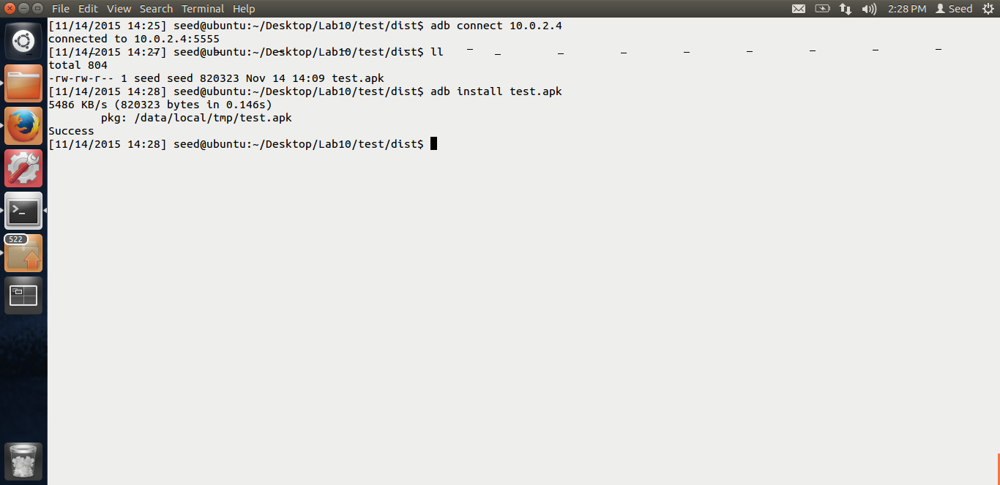 File Edit View Search Terminal Help 2:28 PM Seed
[11/14/2015 14:25] seed@ubuntu:~/Desktop/Lab10/test/dist$ adb connect 10.0.2.4
connected to 10.0.2.4:5555
[11/14/2015 14:27] seed@ubuntu:~/Desktop/Lab10/test/dist$ ll
total 804
-rw-rw-r-- 1 seed seed 820323 Nov 14 14:09 test.apk
[11/14/2015 14:28] seed@ubuntu:~/Desktop/Lab10/test/dist$ adb install test.apk
5486 KB/s (820323 bytes in 0.146s)
        pkg: /data/local/tmp/test.apk
Success
[11/14/2015 14:28] seed@ubuntu:~/Desktop/Lab10/test/dist$
522